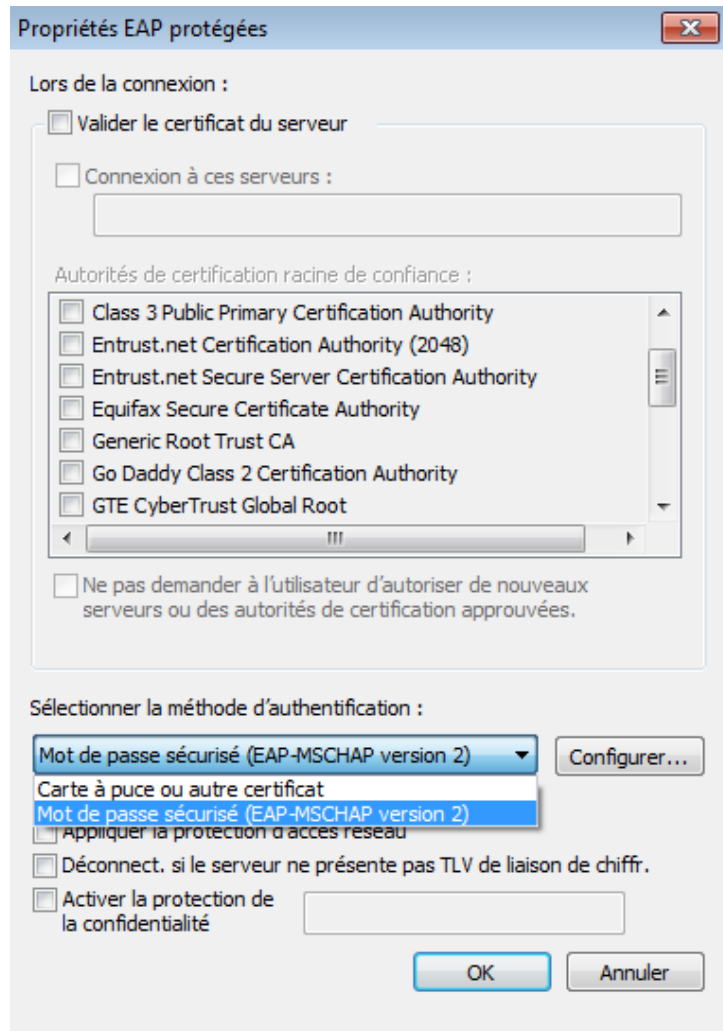 Propriétés EAP protégées
Lors de la connexion :
Valider le certificat du serveur
Connexion à ces serveurs :
Autorités de certification racine de confiance :
Class 3 Public Primary Certification Authority
Entrust.net Certification Authority (2048)
Entrust.net Secure Server Certification Authority
Equifax Secure Certificate Authority
Generic Root Trust CA
Go Daddy Class 2 Certification Authority
GTE CyberTrust Global Root
Ne pas demander à l'utilisateur d'autoriser de nouveaux
serveurs ou des autorités de certification approuvées.
Sélectionner la méthode d'authentification :
Mot de passe sécurisé (EAP-MSCHAP version 2)
Configurer...
Carte à puce ou autre certificat
Mot de passe sécurisé (EAP-MSCHAP version 2)
Appliquer la protection d'accès réseau
Déconnect. si le serveur ne présente pas TLV de liaison de chiffr.
Activer la protection de
la confidentialité
OK
Annuler